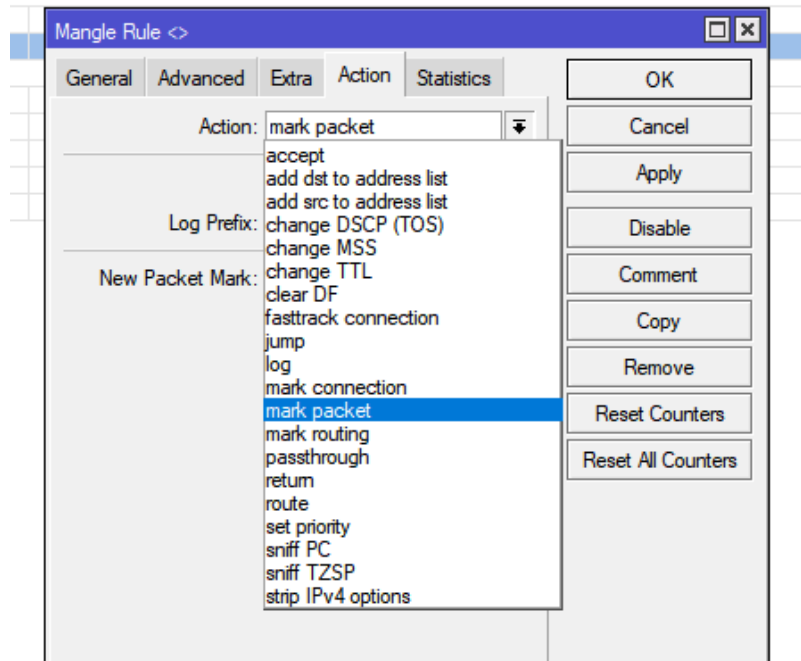 Mangle Rule <>
General Advanced Extra Action Statistics
Action: mark packet
accept
add dst to address list
add src to address list
Log Prefix: change DSCP (TOS)
change MSS
New Packet Mark: change TTL
clear DF
fasttrack connection
jump
log
mark connection
mark packet
mark routing
passthrough
return
route
set priority
sniff PC
sniff TZSP
strip IPv4 options
OK
Cancel
Apply
Disable
Comment
Copy
Remove
Reset Counters
Reset All Counters